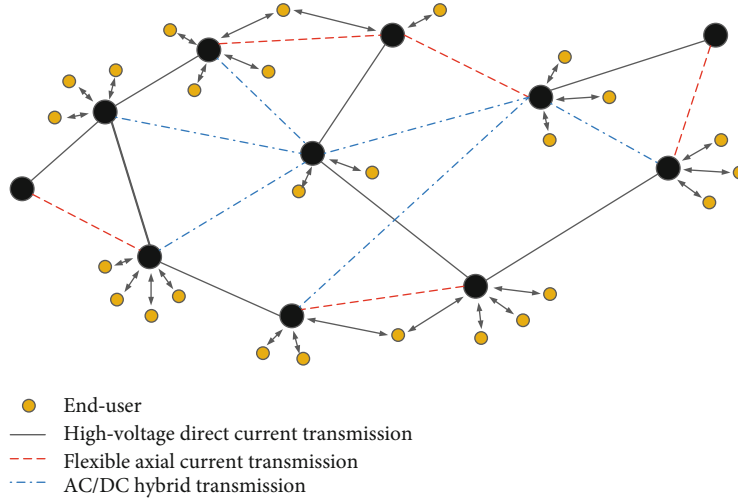 End-user
High-voltage direct current transmission
Flexible axial current transmission
AC/DC hybrid transmission